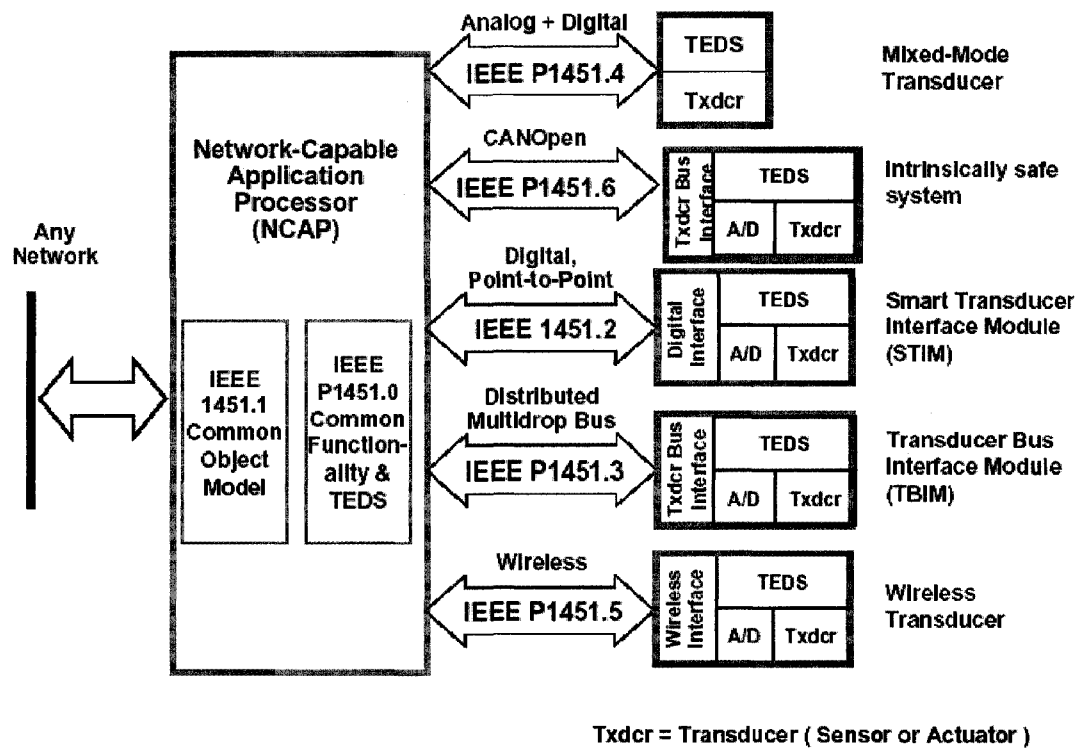 Analog + Digital
IEEE P1451.4
TEDS
Txdcr
Mixed-Mode
Transducer
Network-Capable
Application
Processor
(NCAP)
CANOpen
IEEE P1451.6
Txdcr Bus
Interface
TEDS
A/D
Txdcr
Intrinsically safe
system
Any
Network
Digital,
Point-to-Point
IEEE 1451.2
Digital
Interface
TEDS
A/D
Txdcr
Smart Transducer
Interface Module
(STIM)
IEEE
1451.1
Common
Object
Model
IEEE
P1451.0
Common
Function-
ality &
TEDS
Distributed
Multidrop Bus
IEEE P1451.3
Txdcr Bus
Interface
TEDS
A/D
Txdcr
Transducer Bus
Interface Module
(TBIM)
Wireless
IEEE P1451.5
Wireless
Interface
TEDS
A/D
Txdcr
Wireless
Transducer
Txdcr = Transducer ( Sensor or Actuator )